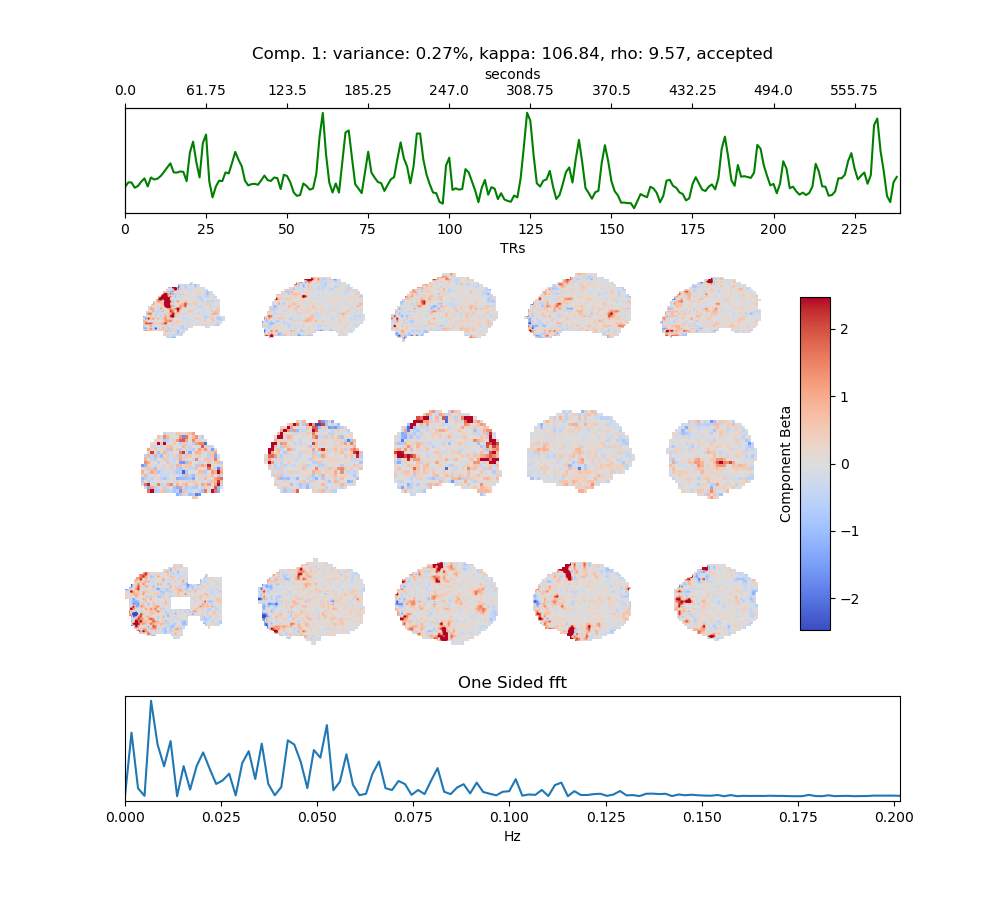 Comp. 1: variance: 0.27%, kappa: 106.84, rho: 9.57, accepted
seconds
0.0 61.75 123.5 185.25 247.0 308.75 370.5 432.25 494.0 555.75
0 25 50 75 100 125 150 175 200 225
TRs
2
1
0
−1
−2
Component Beta
One Sided fft
0.000 0.025 0.050 0.075 0.100 0.125 0.150 0.175 0.200
Hz